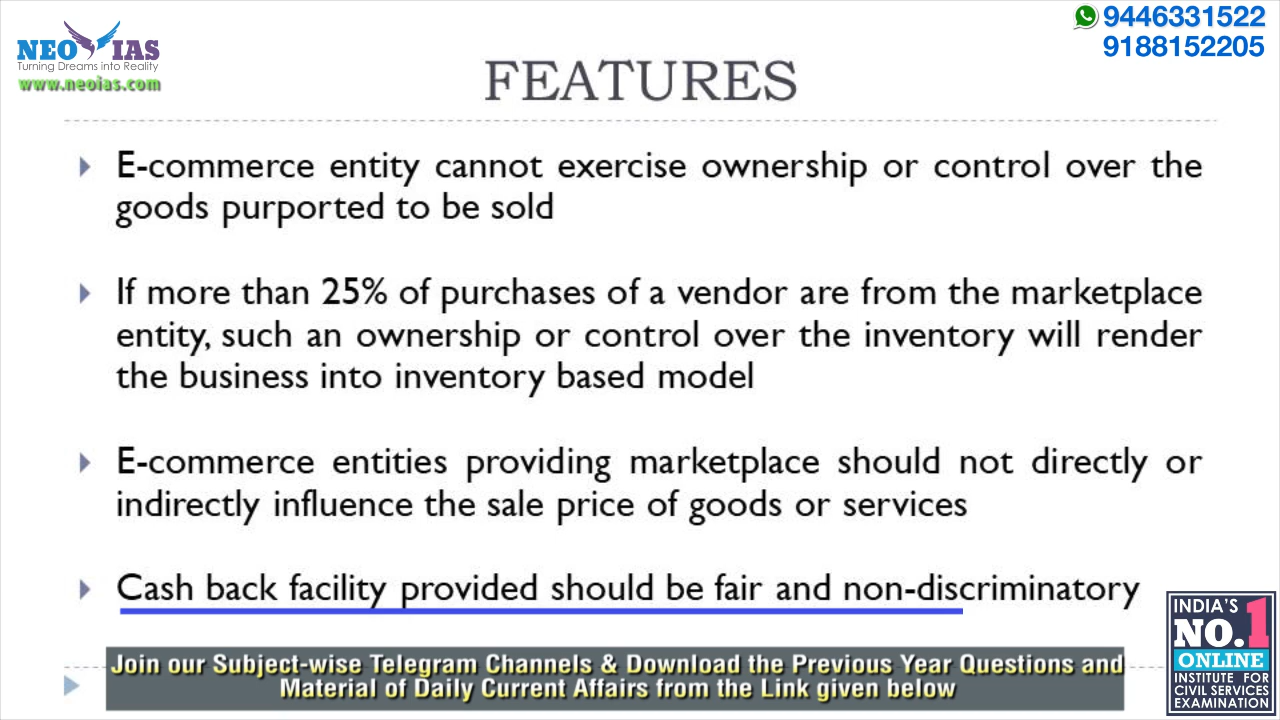 NEO IAS
Turning Dreams into Reality
www.neoias.com
9446331522
9188152205
FEATURES
E-commerce entity cannot exercise ownership or control over the
goods purported to be sold
If more than 25% of purchases of a vendor are from the marketplace
entity, such an ownership or control over the inventory will render
the business into inventory based model
E-commerce entities providing marketplace should not directly or
indirectly influence the sale price of goods or services
Cash back facility provided should be fair and non-discriminatory
Join our Subject-wise Telegram Channels & Download the Previous Year Questions and
Material of Daily Current Affairs from the Link given below
INDIA'S
NO.1
ONLINE
INSTITUTE FOR
CIVIL SERVICES
EXAMINATION